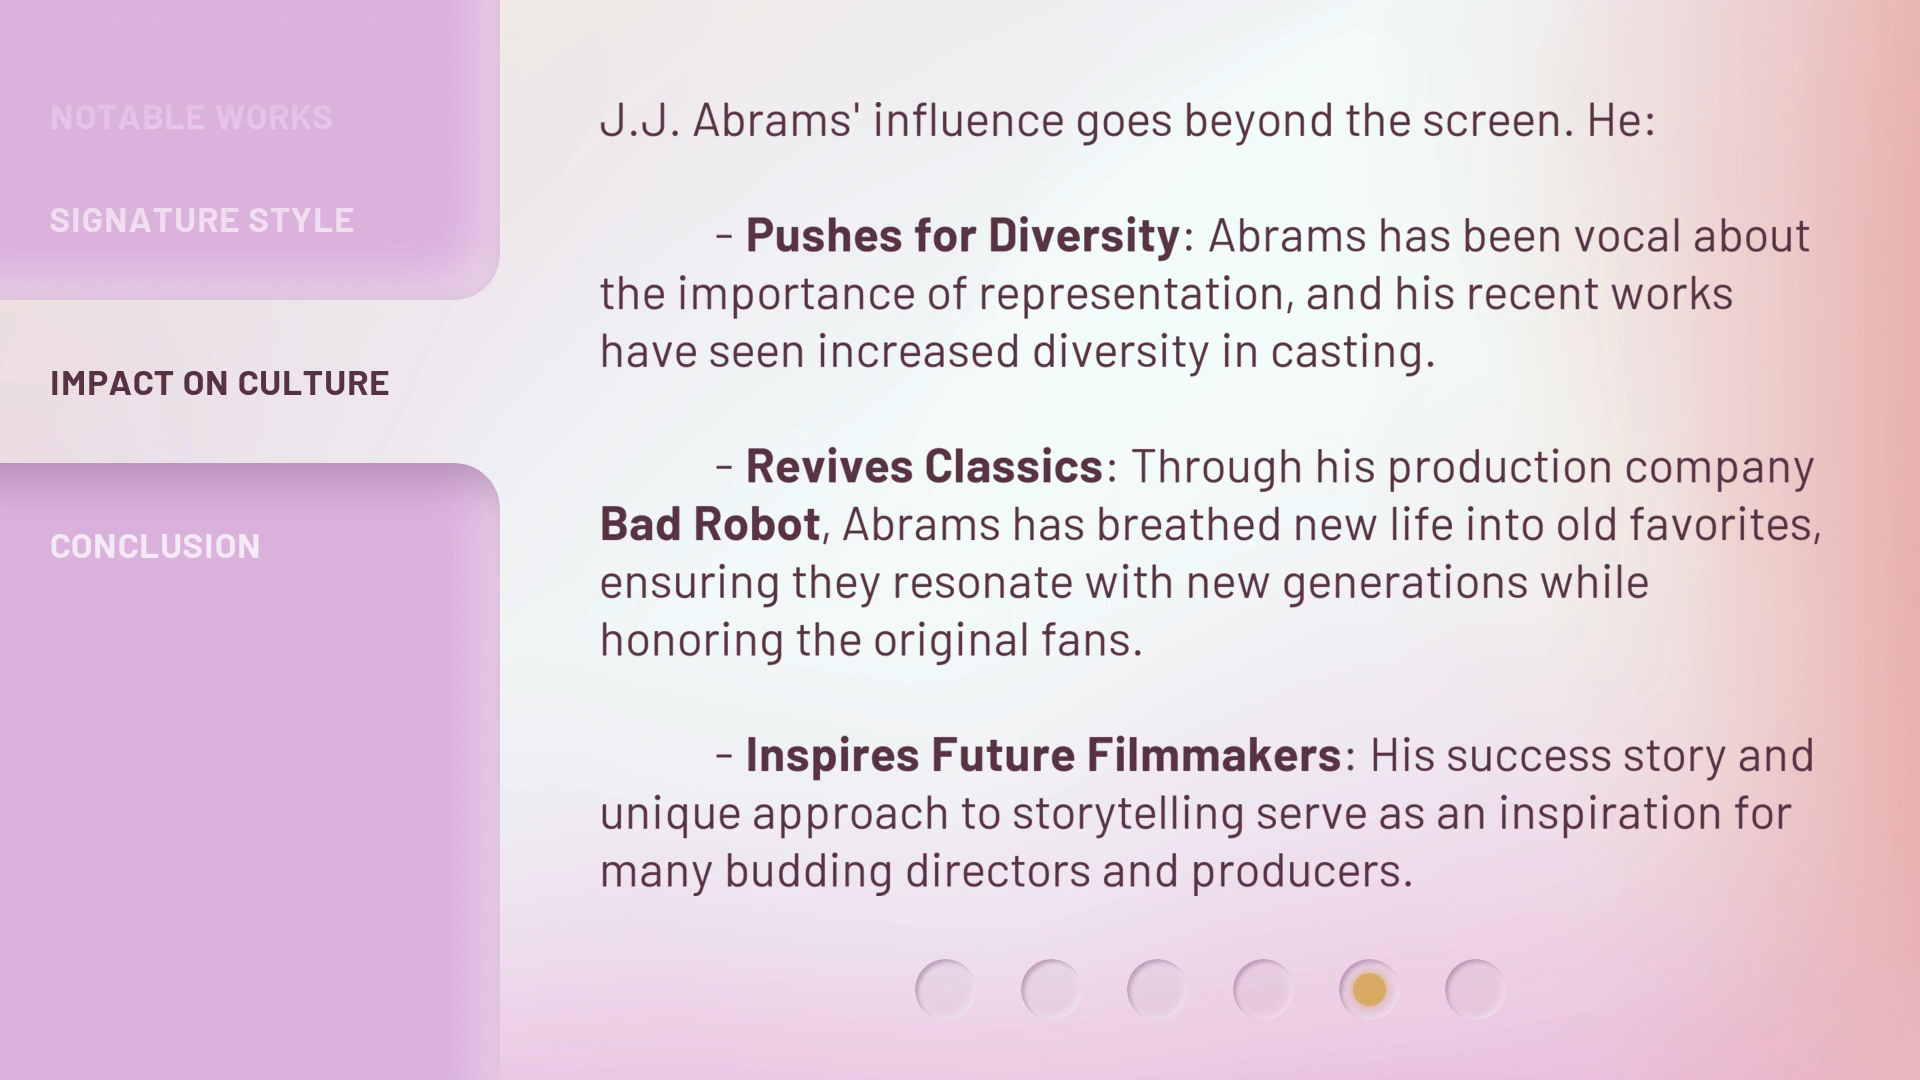 NOTABLE WORKS
SIGNATURE STYLE
IMPACT ON CULTURE
CONCLUSION
J.J. Abrams' influence goes beyond the screen. He:
- Pushes for Diversity: Abrams has been vocal about
the importance of representation, and his recent works
have seen increased diversity in casting.
- Revives Classics: Through his production company
Bad Robot, Abrams has breathed new life into old favorites,
ensuring they resonate with new generations while
honoring the original fans.
- Inspires Future Filmmakers: His success story and
unique approach to storytelling serve as an inspiration for
many budding directors and producers.